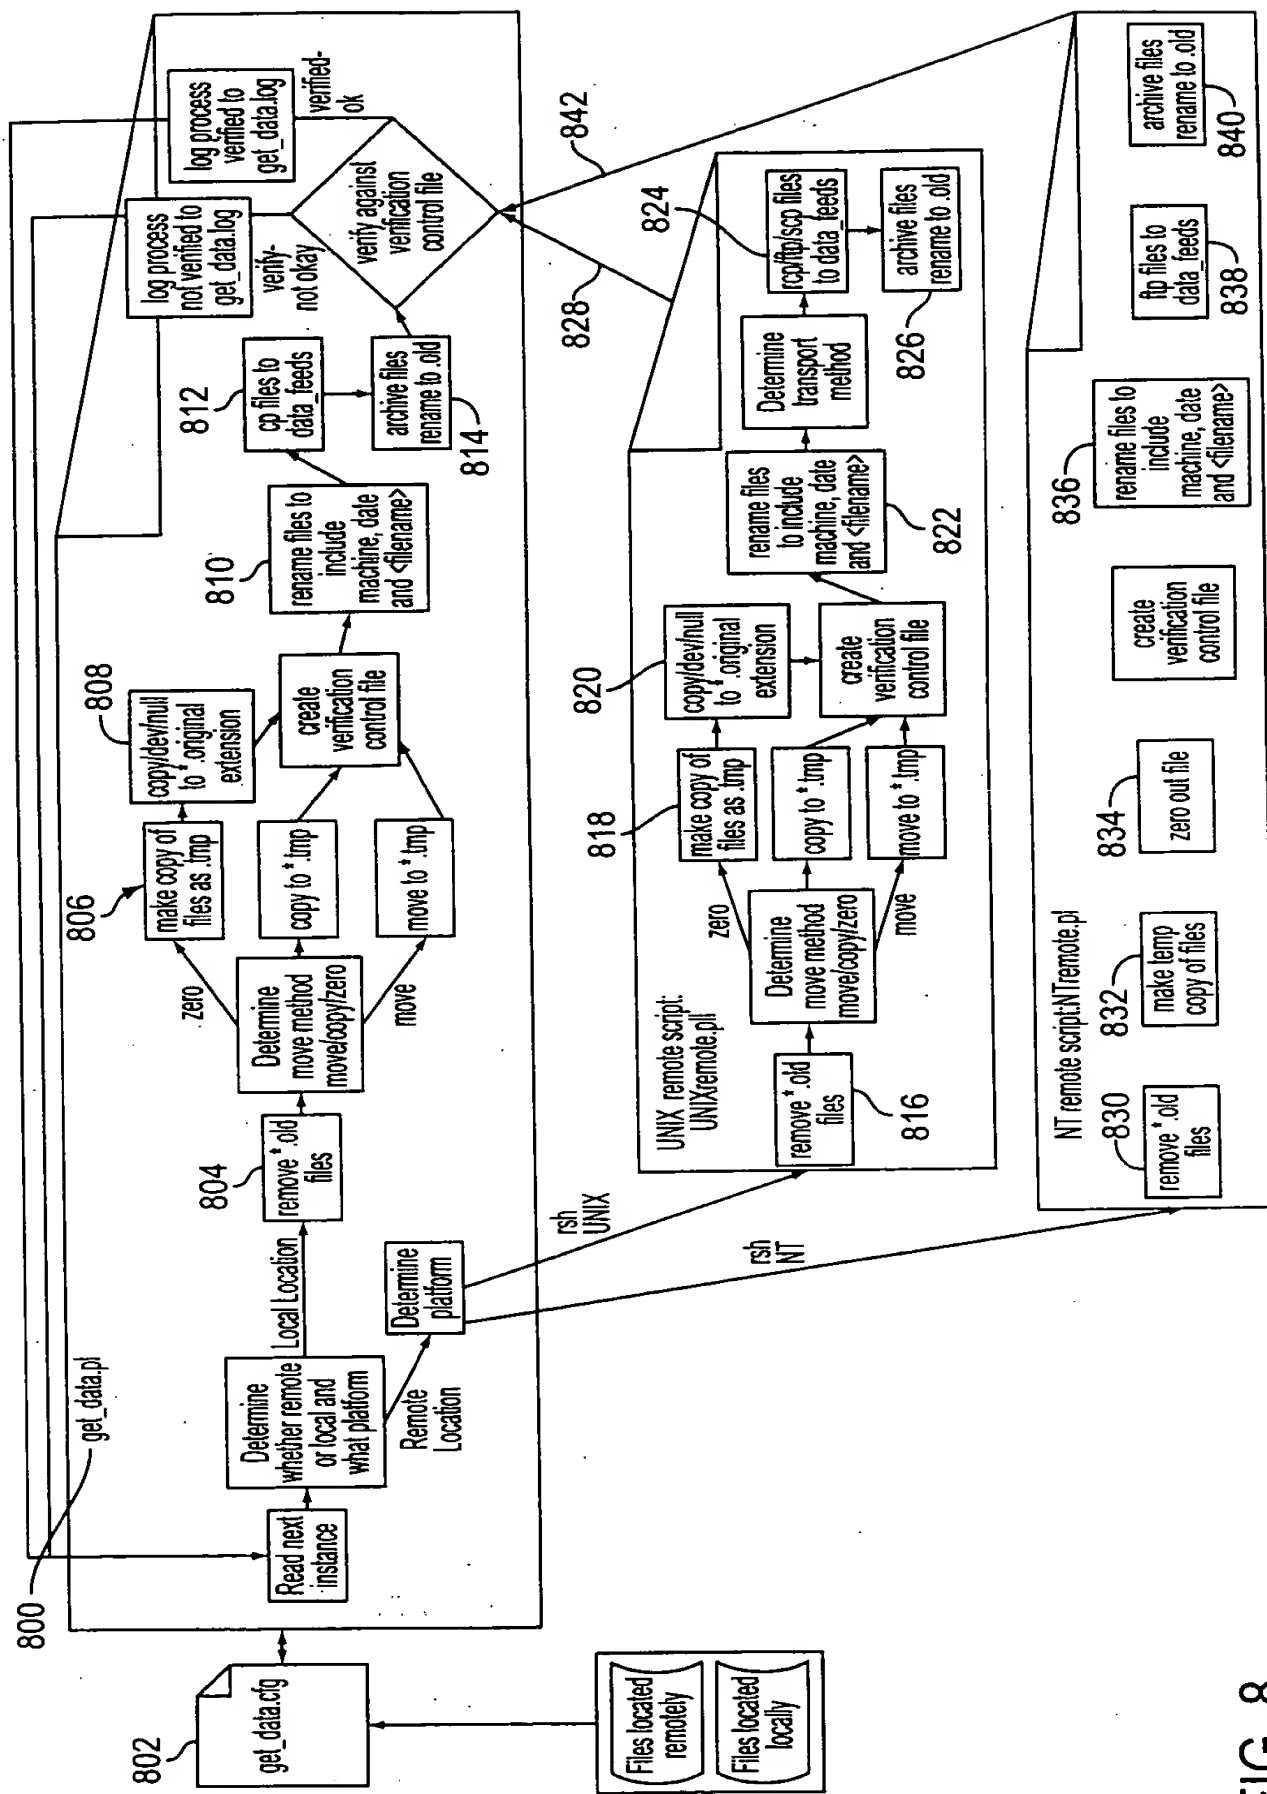 800
get_data.pl
802
get_data.cfg
Files located
remotely
Files located
locally
Read next
instance
Determine
whether remote
or local and
what platform
Local Location
Remote
Location
Determine
platform
804
remove *.old
files
Determine
move method
move/copy/zero
zero
move
806
make copy of
files as .tmp
copy to *.tmp
move to *.tmp
808
copy/dev/null
to *.original
extension
create
verification
control file
810
rename files to
include
machine, date
and <filename>
812
cp files to
data_feeds
archive files
rename to .old
814
verify against
verification
control file
verify-
not okay
verified-
ok
log process
not verified to
get_data.log
log process
verified to
get_data.log
rsh
UNIX
rsh
NT
828
842
UNIX remote script:
UNIXremote.pll
remove *.old
files
816
Determine
move method
move/copy/zero
zero
move
818
make copy of
files as .tmp
copy to *.tmp
move to *.tmp
820
copy/dev/null
to *.original
extension
create
verification
control file
rename files
to include
machine, date
and <filename>
822
Determine
transport
method
824
rcp/ftp/scp files
to data_feeds
archive files
rename to .old
826
NT remote script:NTremote.pl
830
remove *.old
files
832
make temp
copy of files
834
zero out file
create
verification
control file
836
rename files to
include
machine, date
and <filename>
ftp files to
data_feeds
838
archive files
rename to .old
840
FIG. 8